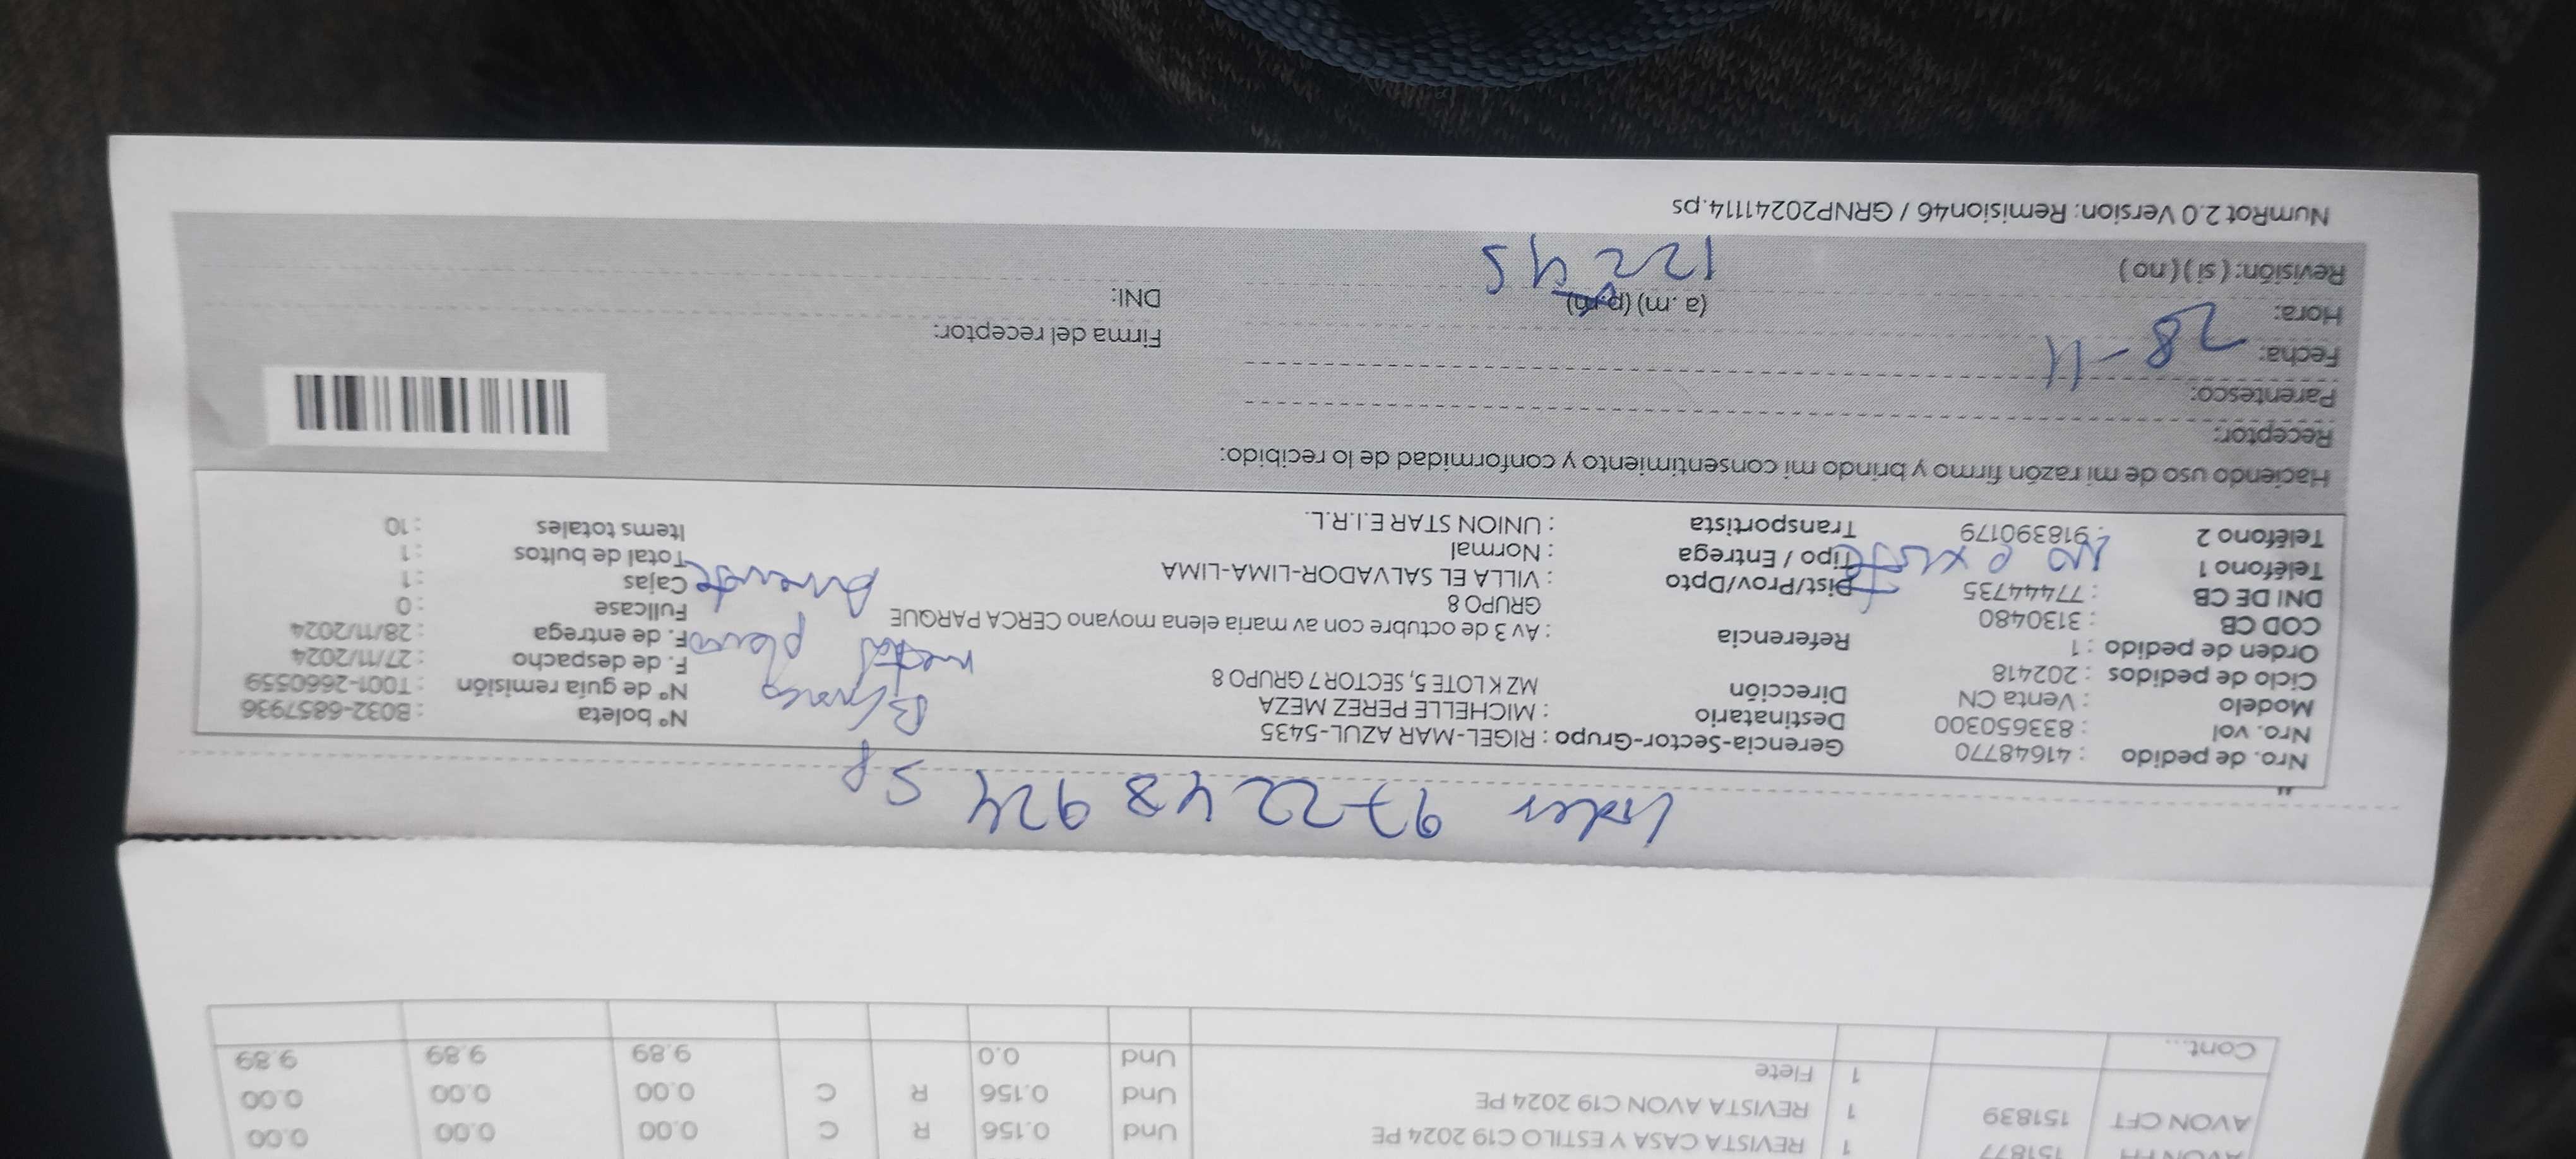 AVON HH 151877 1 REVISTA CASA Y ESTILO C19 2024 PE Und 0.156 R C 0.00 0.00 0.00
AVON CFT 151839 1 REVISTA AVON C19 2024 PE Und 0.156 R C 0.00 0.00 0.00
1 Flete Und 0.0 9.89 9.89 9.89
Cont...
Lider 97 22 48 924 SP
Nro. de pedido : 41648770
Nro. vol : 833650300
Modelo : Venta CN
Ciclo de pedidos : 202418
Orden de pedido : 1
COD CB : 3130480
DNI DE CB : 77444735
Teléfono 1
Teléfono 2 : 918390179
no existe
Gerencia-Sector-Grupo : RIGEL-MAR AZUL-5435
Destinatario : MICHELLE PEREZ MEZA
Dirección MZ K LOTE 5, SECTOR 7 GRUPO 8
Referencia : Av 3 de octubre con av maria elena moyano CERCA PARQUE
GRUPO 8
Dist/Prov/Dpto : VILLA EL SALVADOR-LIMA-LIMA
Tipo / Entrega : Normal
Transportista : UNION STAR E.I.R.L.
Blanco
metal
Nº boleta : B032-6857936
Nº de guía remisión : T001-2660559
F. de despacho : 27/11/2024
F. de entrega : 28/11/2024
Fullcase : 0
Cajas : 1
Total de bultos : 1
Items totales : 10
Haciendo uso de mi razón firmo y brindo mi consentimiento y conformidad de lo recibido:
Receptor:
Parentesco:
Fecha: 28-11
Hora: (a.m) (p.m)
12 45
Revisión: ( si ) ( no )
Firma del receptor:
DNI:
NumRot 2.0 Version: Remision46 / GRNP20241114.ps